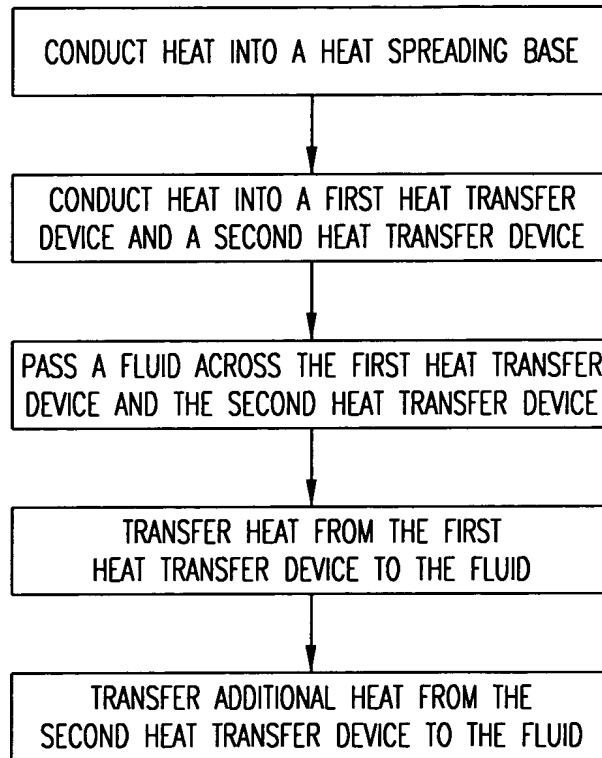 CONDUCT HEAT INTO A HEAT SPREADING BASE
CONDUCT HEAT INTO A FIRST HEAT TRANSFER
DEVICE AND A SECOND HEAT TRANSFER DEVICE
PASS A FLUID ACROSS THE FIRST HEAT TRANSFER
DEVICE AND THE SECOND HEAT TRANSFER DEVICE
TRANSFER HEAT FROM THE FIRST
HEAT TRANSFER DEVICE TO THE FLUID
TRANSFER ADDITIONAL HEAT FROM THE
SECOND HEAT TRANSFER DEVICE TO THE FLUID